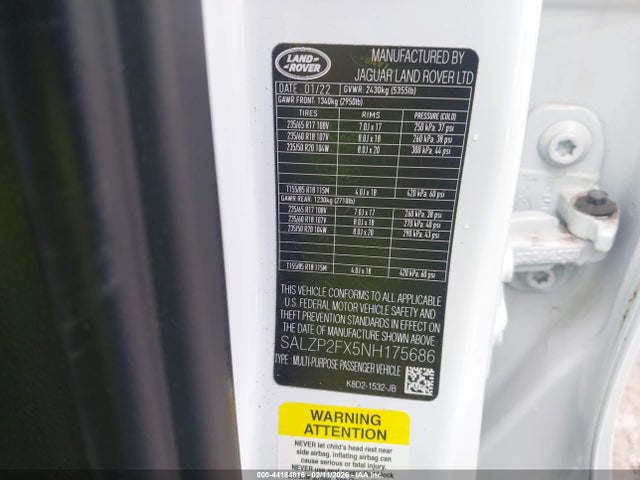 LAND ROVER
MANUFACTURED BY
JAGUAR LAND ROVER LTD
DATE 01/22 GVWR: 2430kg (5355lb)
GAWR FRONT: 1340kg (2950lb)
TIRES RIMS PRESSURE (COLD)
235/65 R17 108V 7.0J x 17 250 kPa, 37 psi
235/60 R18 107V 8.0J x 18 260 kPa, 38 psi
235/50 R20 104W 8.0J x 20 300 kPa, 44 psi
T155/85 R18 115M 4.0J x 18 420 kPa, 60 psi
GAWR REAR: 1230kg (2710lb)
235/65 R17 108V 7.0J x 17 260 kPa, 38 psi
235/60 R18 107V 8.0J x 18 270 kPa, 40 psi
235/50 R20 104W 8.0J x 20 290 kPa, 43 psi
T155/85 R18 115M 4.0J x 18 420 kPa, 60 psi
THIS VEHICLE CONFORMS TO ALL APPLICABLE
U.S. FEDERAL MOTOR VEHICLE SAFETY AND
THEFT PREVENTION STANDARDS IN EFFECT ON
THE DATE OF MANUFACTURE SHOWN ABOVE.
SALZP2FX5NH175686
TYPE : MULTI-PURPOSE PASSENGER VEHICLE
K8D2-1532-JB
WARNING
ATTENTION
NEVER let child's head rest near
side airbag, inflating airbag can
cause serious or fatal injury.
NEVER use
44184816 - 02/11/2026 -